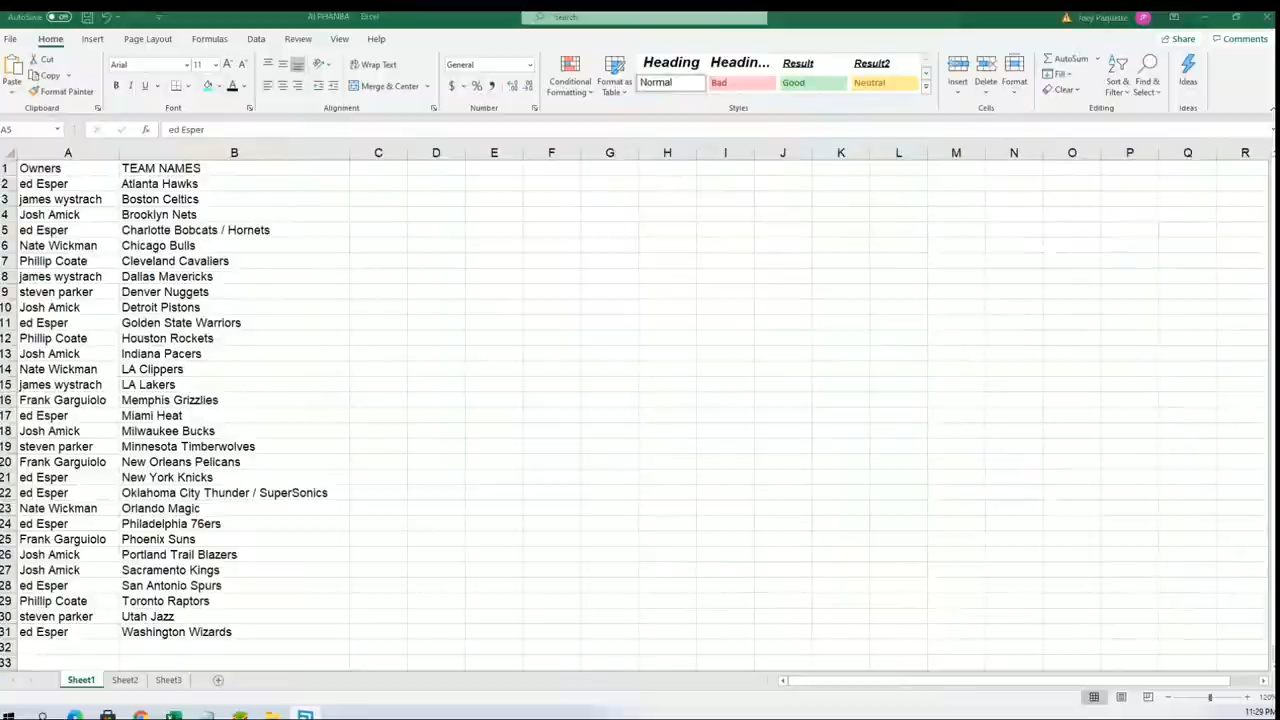 AutoSave Off ALPHANBA - Excel Search Joey Paquette JP
File Home Insert Page Layout Formulas Data Review View Help Share Comments
Paste Cut Copy Format Painter Clipboard
Arial 11 Font
Wrap Text Merge & Center Alignment
General Number
Conditional Formatting Format as Table
Heading Headin... Result Result2
Normal Bad Good Neutral Styles
Insert Delete Format Cells
AutoSum Fill Clear Sort & Filter Find & Select Editing
Ideas Ideas
A5 fx ed Esper
A B C D E F G H I J K L M N O P Q R
1 Owners TEAM NAMES
2 ed Esper Atlanta Hawks
3 james wystrach Boston Celtics
4 Josh Amick Brooklyn Nets
5 ed Esper Charlotte Bobcats / Hornets
6 Nate Wickman Chicago Bulls
7 Phillip Coate Cleveland Cavaliers
8 james wystrach Dallas Mavericks
9 steven parker Denver Nuggets
10 Josh Amick Detroit Pistons
11 ed Esper Golden State Warriors
12 Phillip Coate Houston Rockets
13 Josh Amick Indiana Pacers
14 Nate Wickman LA Clippers
15 james wystrach LA Lakers
16 Frank Garguiolo Memphis Grizzlies
17 ed Esper Miami Heat
18 Josh Amick Milwaukee Bucks
19 steven parker Minnesota Timberwolves
20 Frank Garguiolo New Orleans Pelicans
21 ed Esper New York Knicks
22 ed Esper Oklahoma City Thunder / SuperSonics
23 Nate Wickman Orlando Magic
24 ed Esper Philadelphia 76ers
25 Frank Garguiolo Phoenix Suns
26 Josh Amick Portland Trail Blazers
27 Josh Amick Sacramento Kings
28 ed Esper San Antonio Spurs
29 Phillip Coate Toronto Raptors
30 steven parker Utah Jazz
31 ed Esper Washington Wizards
32
33
Sheet1 Sheet2 Sheet3
120%
11:29 PM